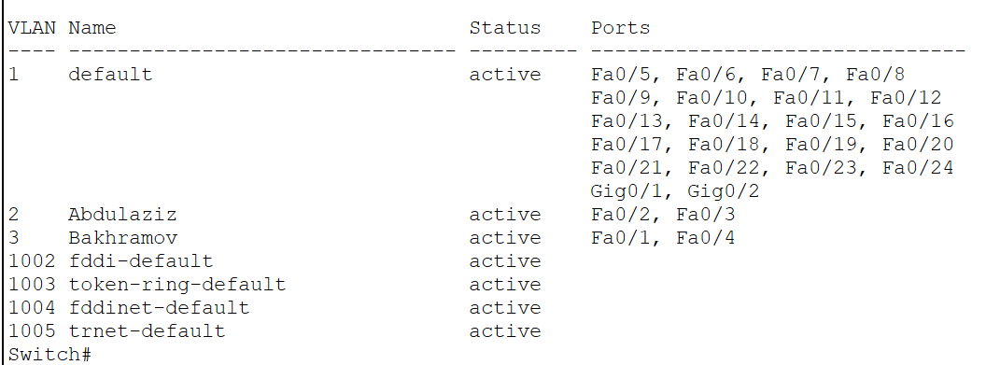 VLAN Name                             Status    Ports
---- -------------------------------- --------- -------------------------------
1    default                          active    Fa0/5, Fa0/6, Fa0/7, Fa0/8
                                                Fa0/9, Fa0/10, Fa0/11, Fa0/12
                                                Fa0/13, Fa0/14, Fa0/15, Fa0/16
                                                Fa0/17, Fa0/18, Fa0/19, Fa0/20
                                                Fa0/21, Fa0/22, Fa0/23, Fa0/24
                                                Gig0/1, Gig0/2
2    Abdulaziz                        active    Fa0/2, Fa0/3
3    Bakhramov                        active    Fa0/1, Fa0/4
1002 fddi-default                     active
1003 token-ring-default               active
1004 fddinet-default                  active
1005 trnet-default                    active
Switch#